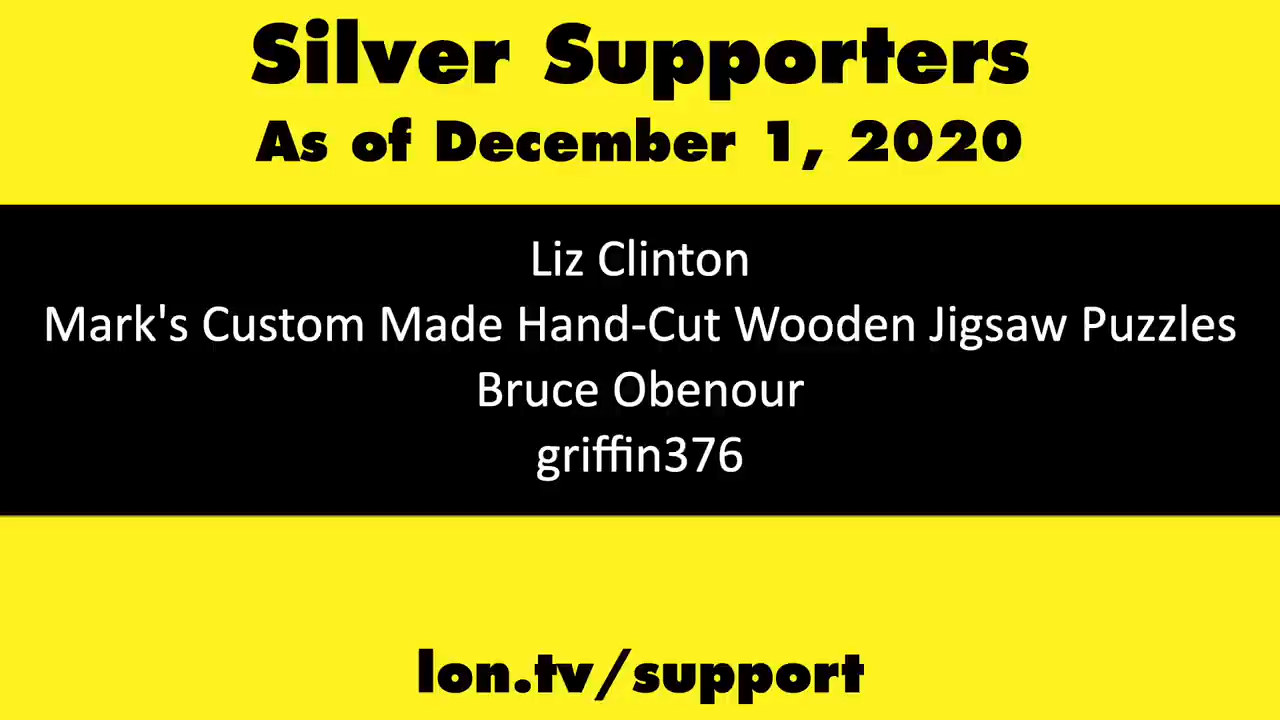 Silver Supporters
As of December 1, 2020
Liz Clinton
Mark's Custom Made Hand-Cut Wooden Jigsaw Puzzles
Bruce Obenour
griffin376
lon.tv/support